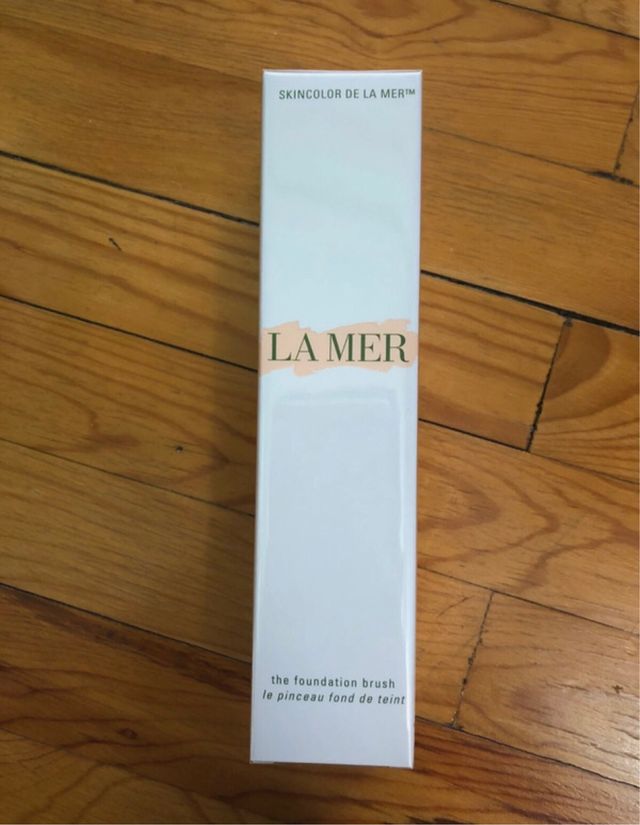 SKINCOLOR DE LA MER™
LA MER
the foundation brush
le pinceau fond de teint